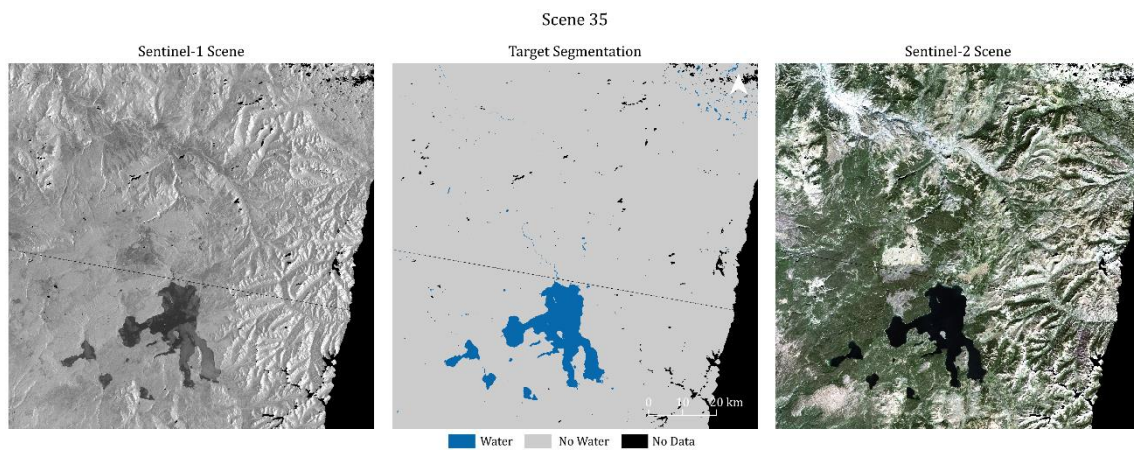 Scene 35
Sentinel-1 Scene
Target Segmentation
Sentinel-2 Scene
0 10 20 km
Water
No Water
No Data